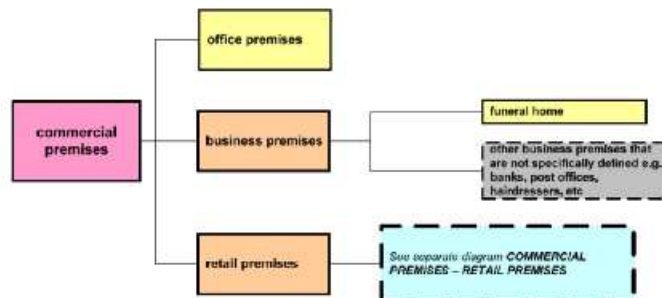 office premises
commercial
premises
business premises
funeral home
other business premises that
are not specifically defined e.g.
banks, post offices,
hairdressers, etc
retail premises
See separate diagram COMMERCIAL
PREMISES – RETAIL PREMISES